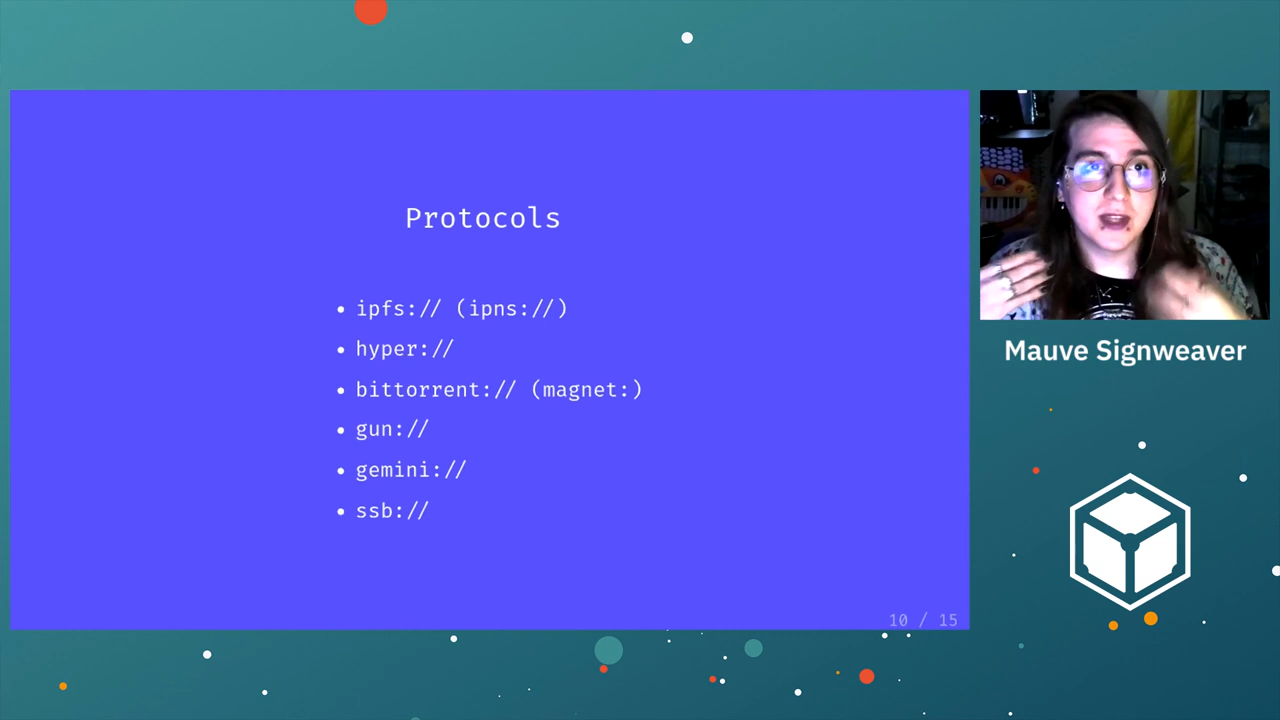 Protocols
• ipfs:// (ipns://)
• hyper://
• bittorrent:// (magnet:)
• gun://
• gemini://
• ssb://
10 / 15
Mauve Signweaver